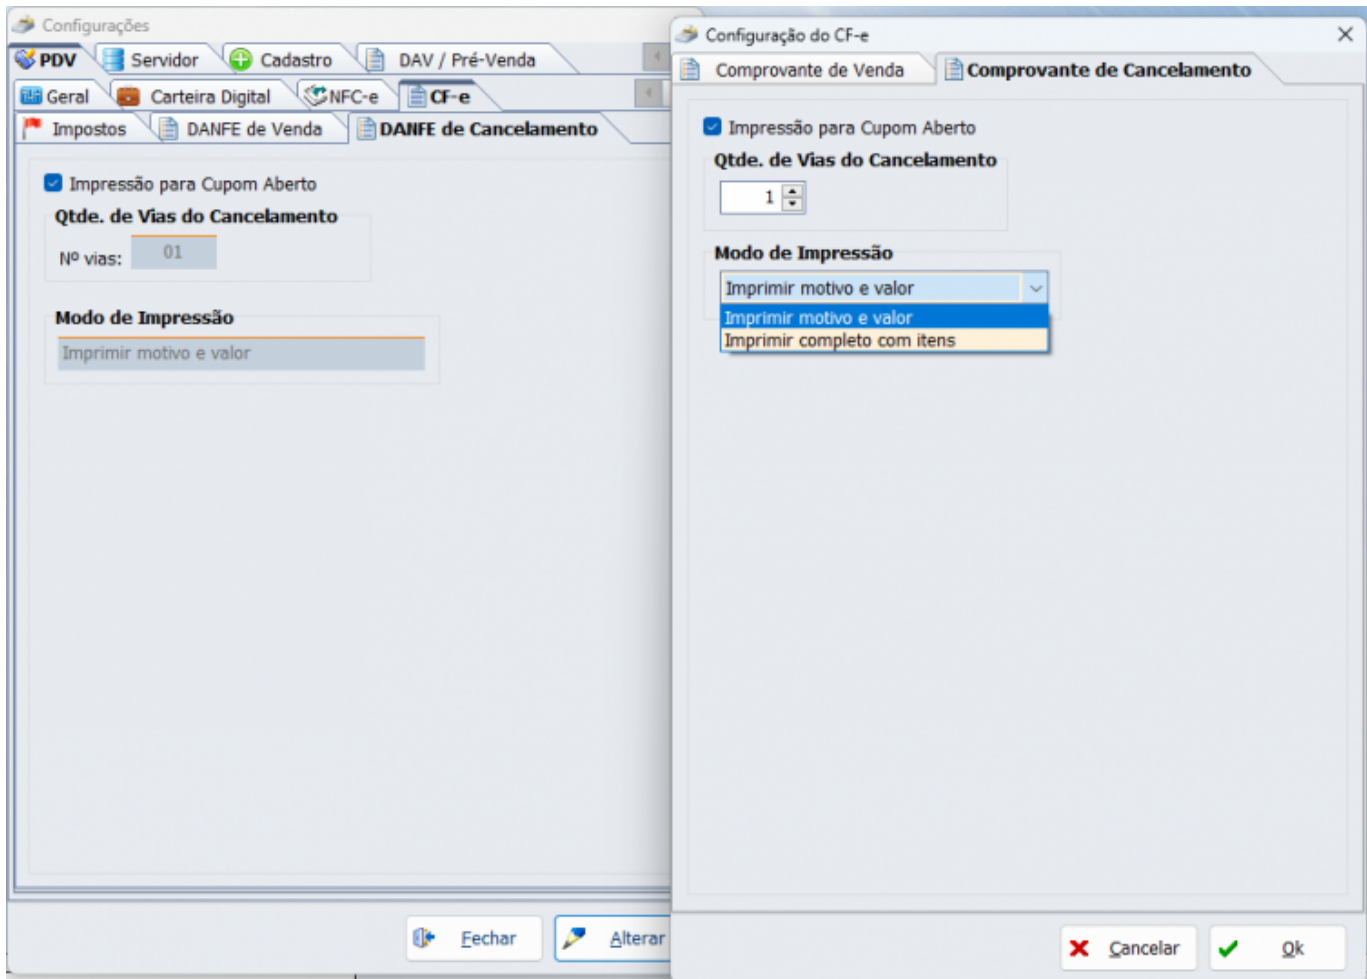 Configurações
PDV Servidor Cadastro DAV / Pré-Venda
Geral Carteira Digital NFC-e CF-e
Impostos DANFE de Venda DANFE de Cancelamento
Impressão para Cupom Aberto
Qtde. de Vias do Cancelamento
Nº vias: 01
Modo de Impressão
Imprimir motivo e valor
Fechar Alterar
Configuração do CF-e
Comprovante de Venda Comprovante de Cancelamento
Impressão para Cupom Aberto
Qtde. de Vias do Cancelamento
1
Modo de Impressão
Imprimir motivo e valor
Imprimir motivo e valor
Imprimir completo com itens
Cancelar Ok